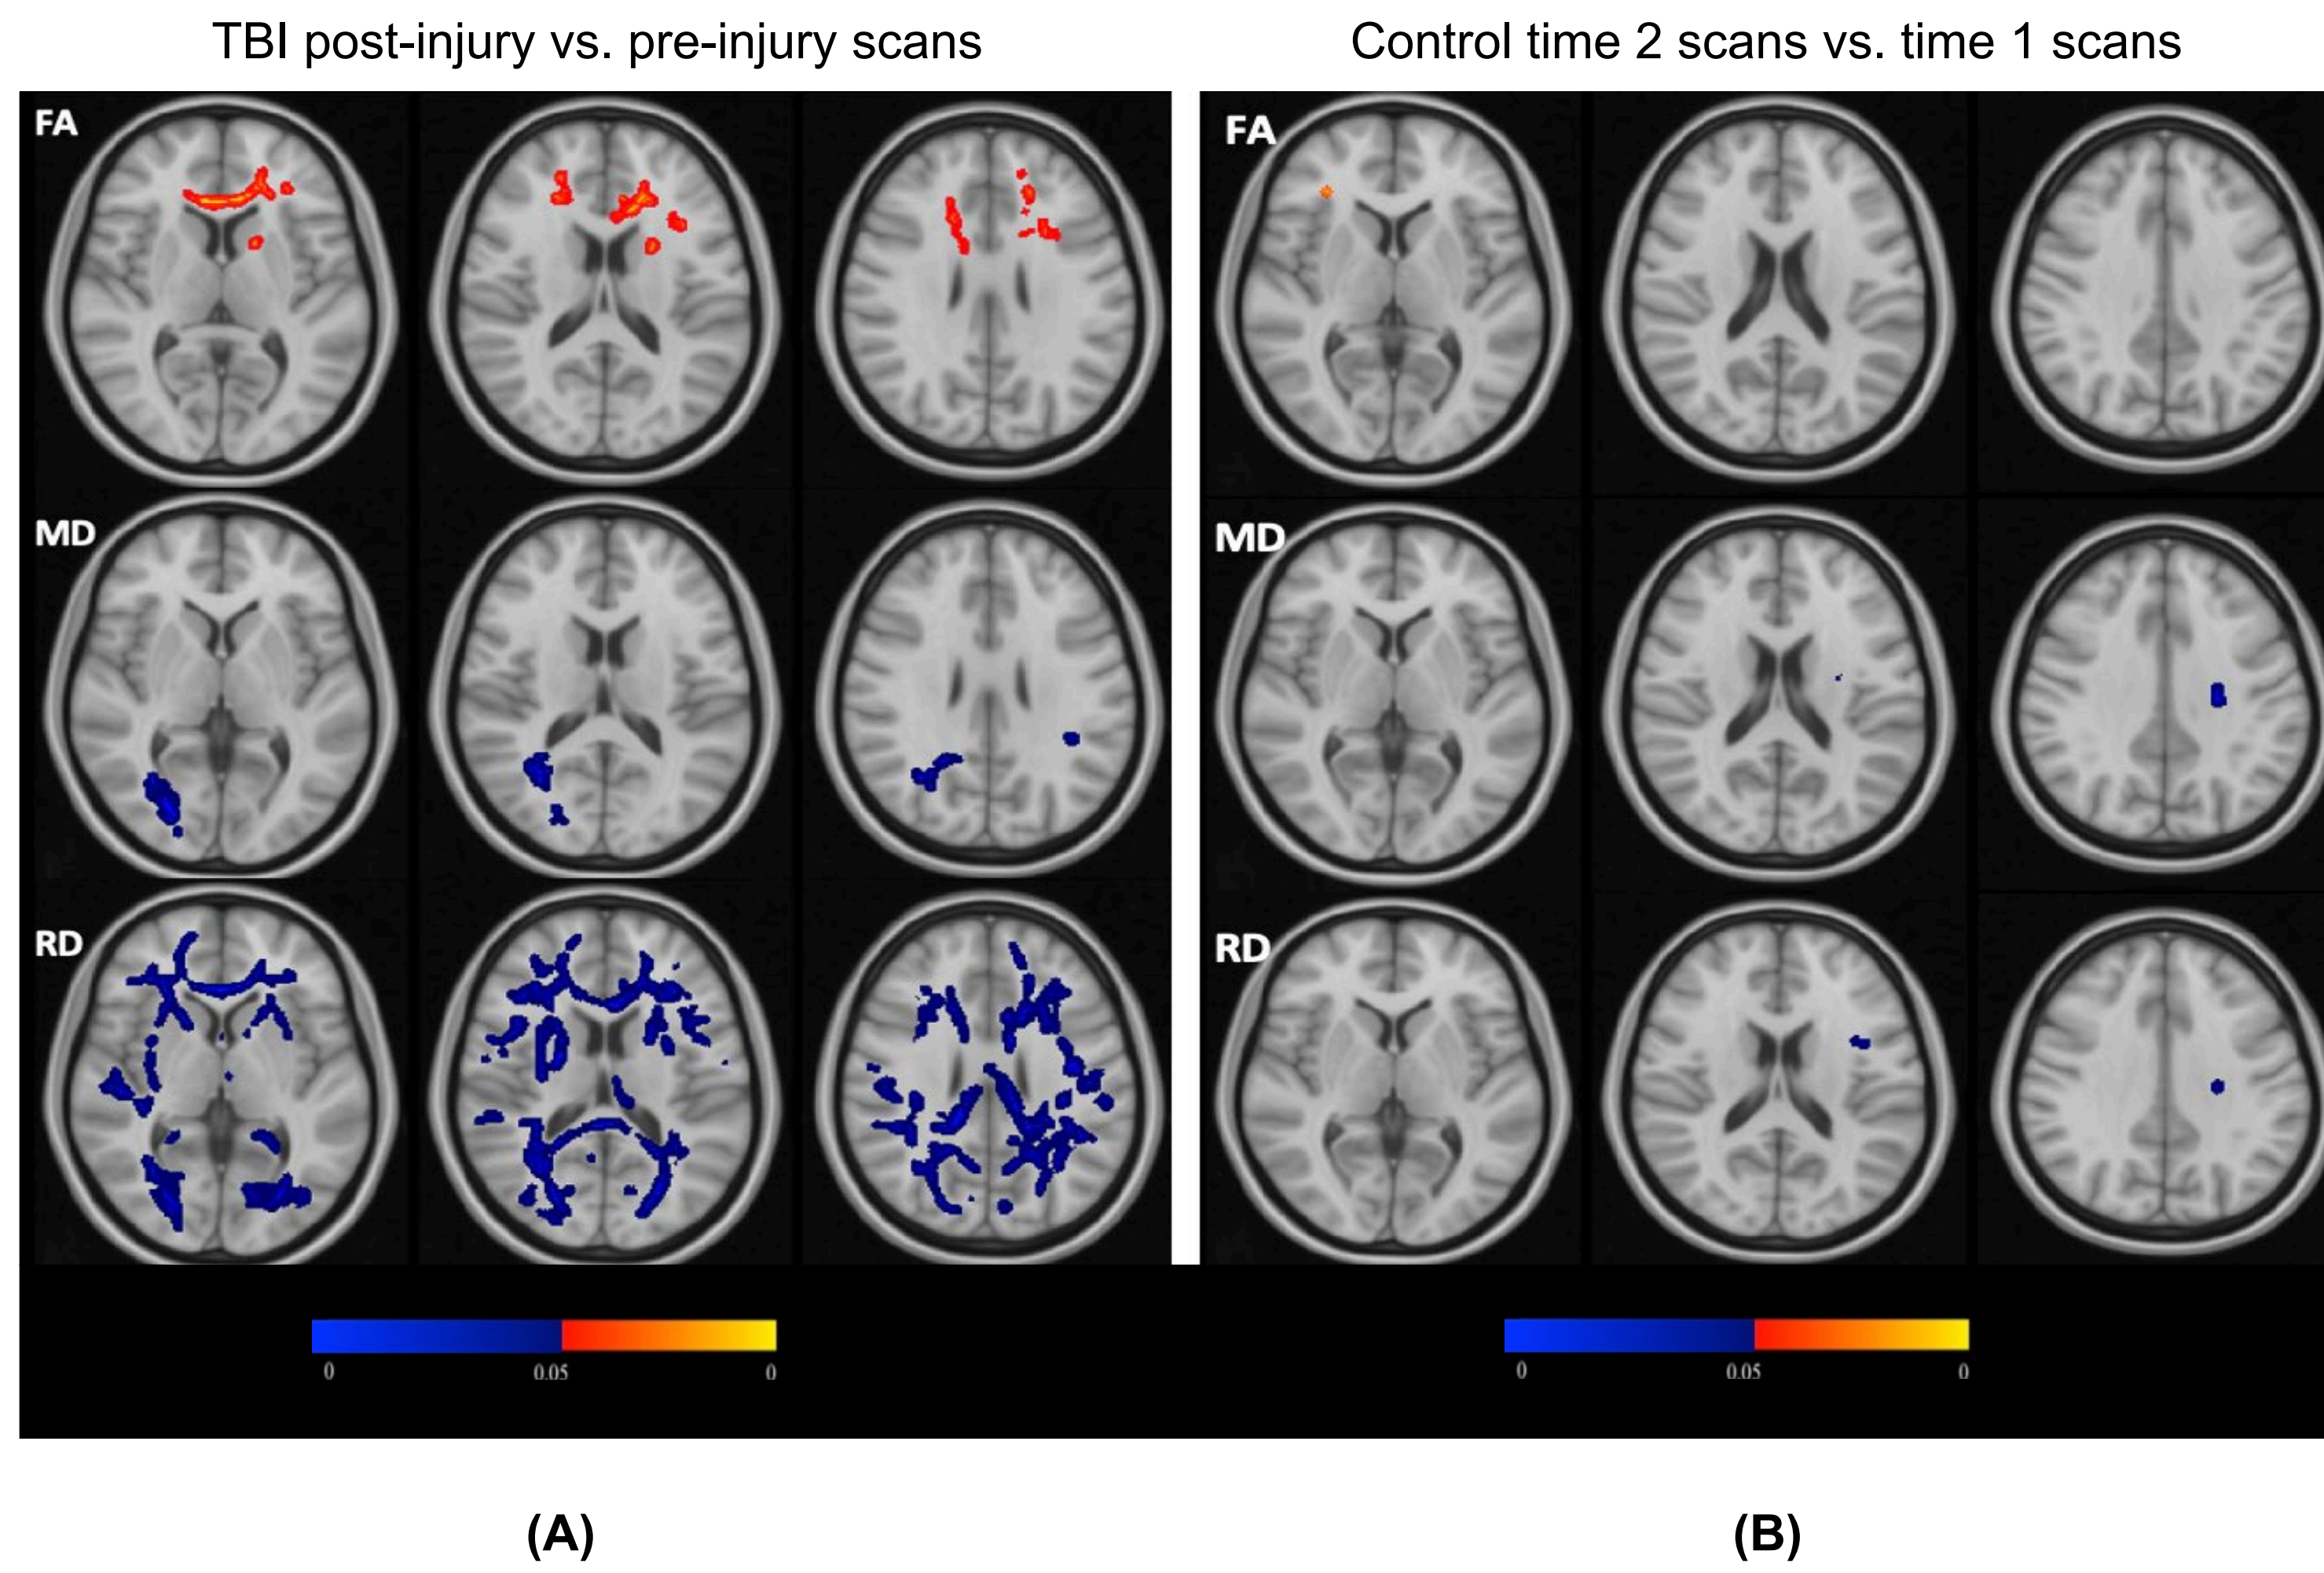 TBI post-injury vs. pre-injury scans
Control time 2 scans vs. time 1 scans
FA
FA
MD
MD
RD
RD
0 0.05 0
0 0.05 0
(A)
(B)